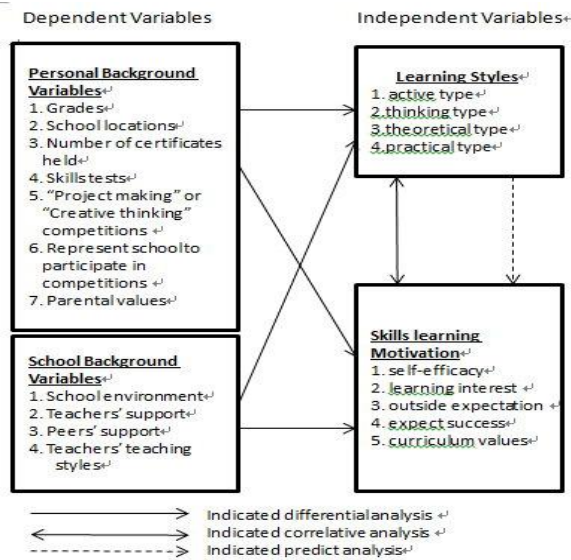 Dependent Variables
Independent Variables
Personal Background
Variables
1. Grades
2. School locations
3. Number of certificates
held
4. Skills tests
5. “Project making” or
“Creative thinking”
competitions
6. Represent school to
participate in
competitions
7. Parental values
School Background
Variables
1. School environment
2. Teachers’ support
3. Peers’ support
4. Teachers’ teaching
styles
Learning Styles
1. active type
2.thinking type
3.theoretical type
4.practical type
Skills learning
Motivation
1. self-efficacy
2. learning interest
3. outside expectation
4. expect success
5. curriculum values
Indicated differential analysis
Indicated correlative analysis
Indicated predict analysis